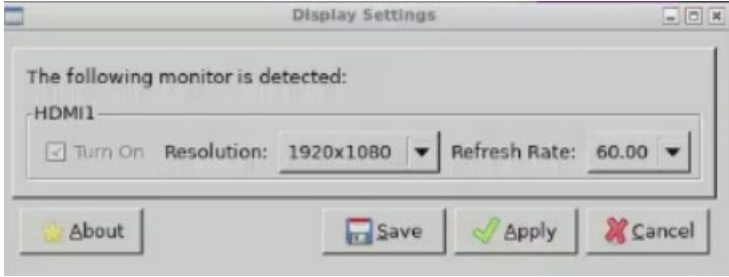 Display Settings
The following monitor is detected:
HDMI1
Turn On Resolution: 1920x1080 Refresh Rate: 60.00
About Save Apply Cancel